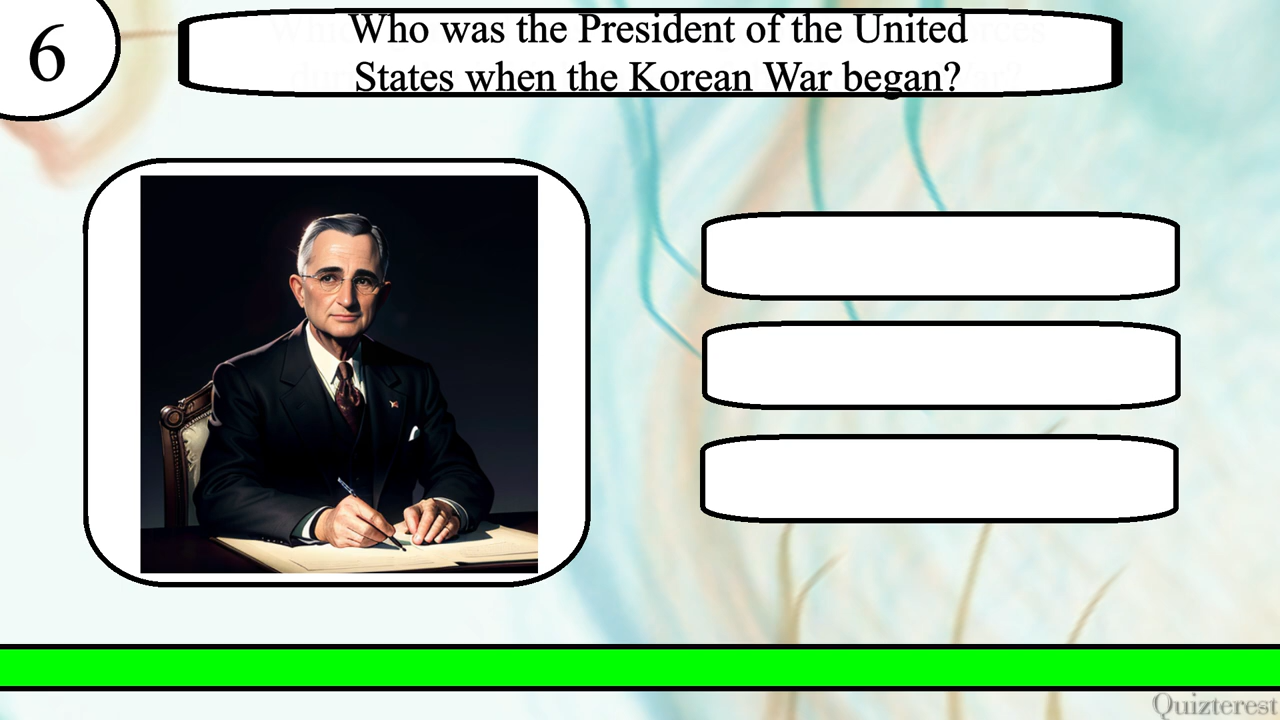 6
Who was the President of the United
States when the Korean War began?
Quizterest